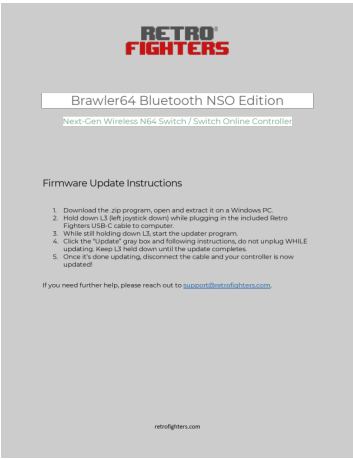 RETRO
FIGHTERS
Brawler64 Bluetooth NSO Edition
Next-Gen Wireless N64 Switch / Switch Online Controller
Firmware Update Instructions
1. Download the .zip program, open and extract it on a Windows PC.
2. Hold down L3 (left joystick down) while plugging in the included Retro
Fighters USB-C cable to computer.
3. While still holding down L3, start the updater program.
4. Click the “Update” gray box and following instructions, do not unplug WHILE
updating. Keep L3 held down until the update completes.
5. Once it’s done updating, disconnect the cable and your controller is now
updated!
If you need further help, please reach out to support@retrofighters.com.
retrofighters.com